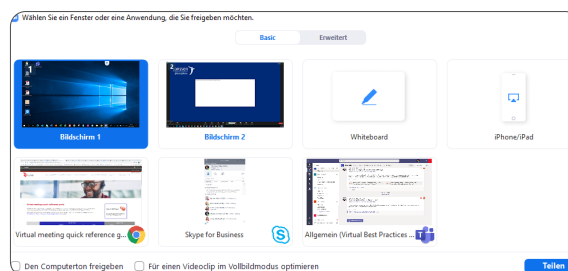 Wählen Sie ein Fenster oder eine Anwendung, die Sie freigeben möchten.
Basic Erweitert
1
2
Bildschirm 1 Bildschirm 2 Whiteboard iPhone/iPad
Virtual meeting quick reference g... Skype for Business Allgemein (Virtual Best Practices ...
Den Computerton freigeben Für einen Videoclip im Vollbildmodus optimieren Teilen